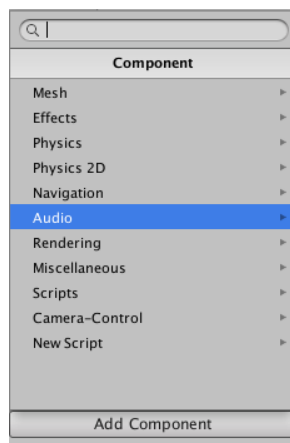 Component
Mesh
Effects
Physics
Physics 2D
Navigation
Audio
Rendering
Miscellaneous
Scripts
Camera-Control
New Script
Add Component